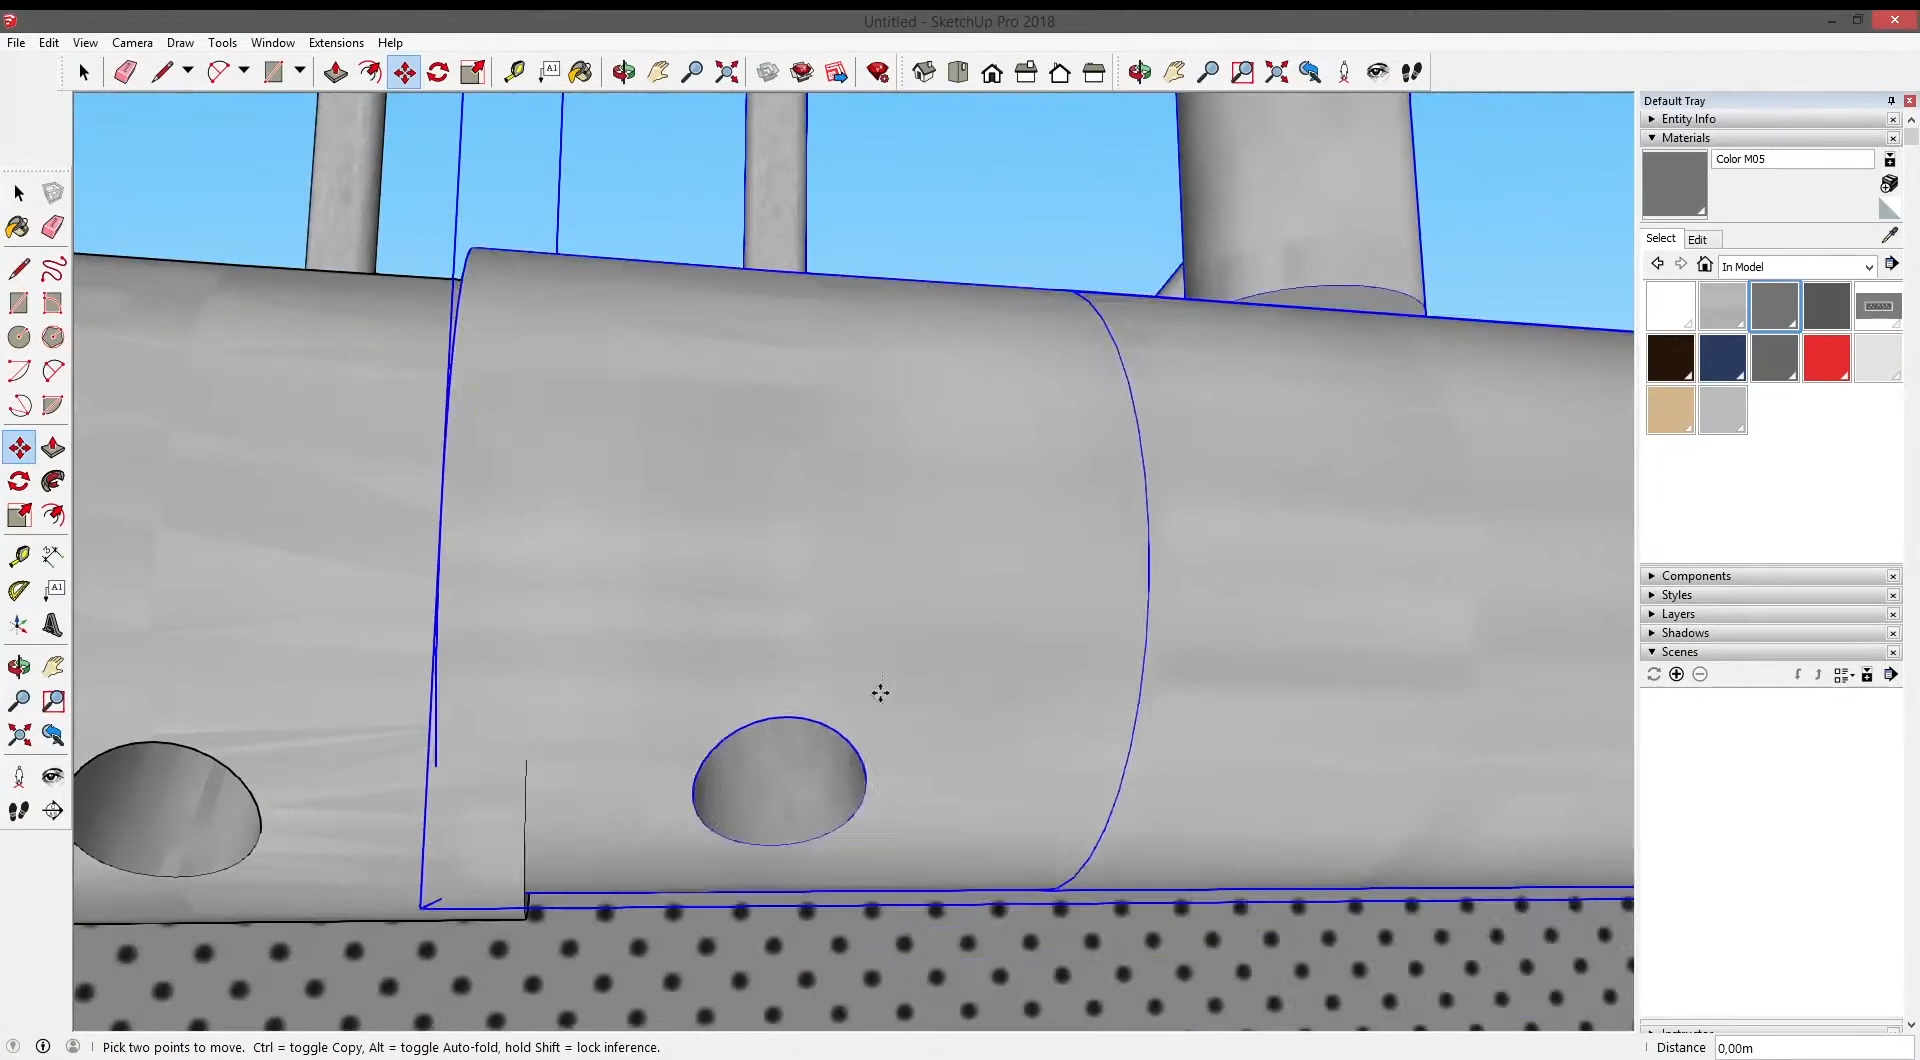 Untitled - SketchUp Pro 2018
File Edit View Camera Draw Tools Window Extensions Help
A1
Default Tray
Entity Info
Materials
Color M05
Select Edit
In Model
A1
Components
Styles
Layers
Shadows
Scenes
Pick two points to move. Ctrl = toggle Copy, Alt = toggle Auto-fold, hold Shift = lock inference.
Distance 0,00m